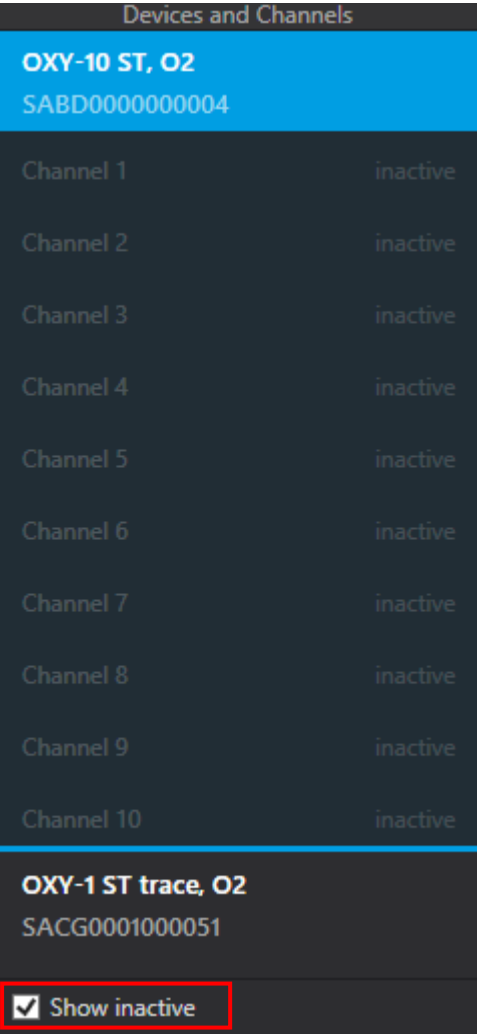 Devices and Channels
OXY-10 ST, O2
SABD0000000004
Channel 1 inactive
Channel 2 inactive
Channel 3 inactive
Channel 4 inactive
Channel 5 inactive
Channel 6 inactive
Channel 7 inactive
Channel 8 inactive
Channel 9 inactive
Channel 10 inactive
OXY-1 ST trace, O2
SACG0001000051
Show inactive